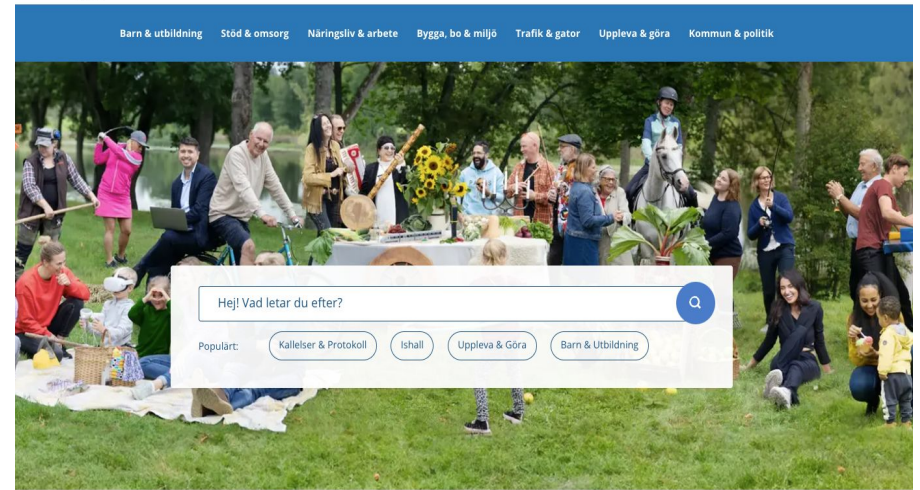 Barn & utbildning Stöd & omsorg Näringsliv & arbete Bygga, bo & miljö Trafik & gator Uppleva & göra Kommun & politik
Hej! Vad letar du efter?
Populärt: Kallelser & Protokoll Ishall Uppleva & Göra Barn & Utbildning